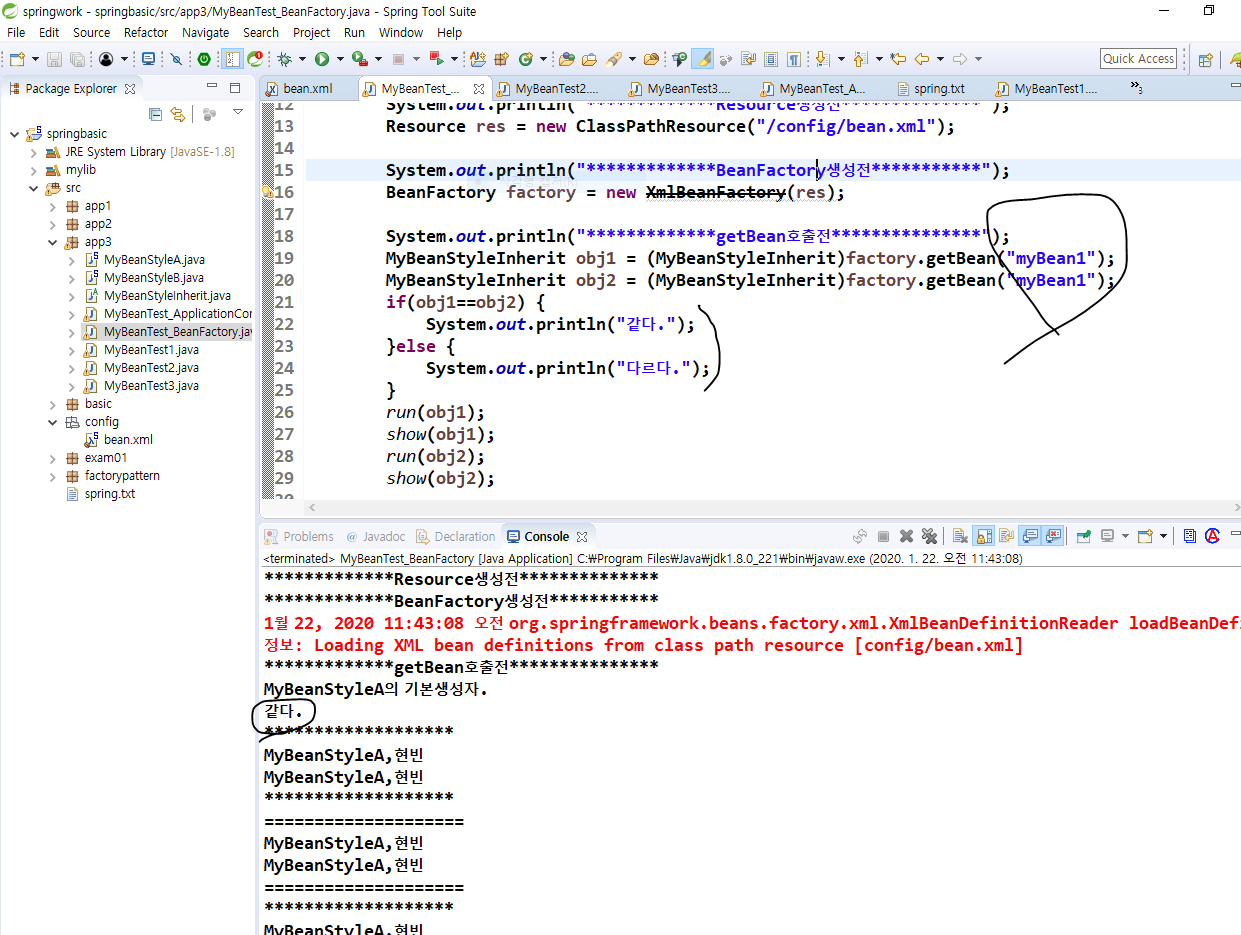 springwork - springbasic/src/app3/MyBeanTest_BeanFactory.java - Spring Tool Suite
File Edit Source Refactor Navigate Search Project Run Window Help
Quick Access
Package Explorer
bean.xml
MyBeanTest_...
MyBeanTest2....
MyBeanTest3....
MyBeanTest_A...
spring.txt
MyBeanTest1....
»3
springbasic
JRE System Library [JavaSE-1.8]
mylib
src
app1
app2
app3
MyBeanStyleA.java
MyBeanStyleB.java
MyBeanStyleInherit.java
MyBeanTest_ApplicationCon
MyBeanTest_BeanFactory.jav
MyBeanTest1.java
MyBeanTest2.java
MyBeanTest3.java
basic
config
bean.xml
exam01
factorypattern
spring.txt
12 System.out.println("*************Resource생성전**************");
13 Resource res = new ClassPathResource("/config/bean.xml");
14
15 System.out.println("*************BeanFactory생성전***********");
16 BeanFactory factory = new XmlBeanFactory(res);
17
18 System.out.println("*************getBean호출전***************");
19 MyBeanStyleInherit obj1 = (MyBeanStyleInherit)factory.getBean("myBean1");
20 MyBeanStyleInherit obj2 = (MyBeanStyleInherit)factory.getBean("myBean1");
21 if(obj1==obj2) {
22 System.out.println("같다.");
23 }else {
24 System.out.println("다르다.");
25 }
26 run(obj1);
27 show(obj1);
28 run(obj2);
29 show(obj2);
Problems @ Javadoc Declaration Console
<terminated> MyBeanTest_BeanFactory [Java Application] C:₩Program Files₩Java₩jdk1.8.0_221₩bin₩javaw.exe (2020. 1. 22. 오전 11:43:08)
*************Resource생성전**************
*************BeanFactory생성전***********
1월 22, 2020 11:43:08 오전 org.springframework.beans.factory.xml.XmlBeanDefinitionReader loadBeanDefi
정보: Loading XML bean definitions from class path resource [config/bean.xml]
*************getBean호출전***************
MyBeanStyleA의 기본생성자.
같다.
*******************
MyBeanStyleA,현빈
MyBeanStyleA,현빈
*******************
====================
MyBeanStyleA,현빈
MyBeanStyleA,현빈
====================
*******************
MyBeanStyleA,현빈